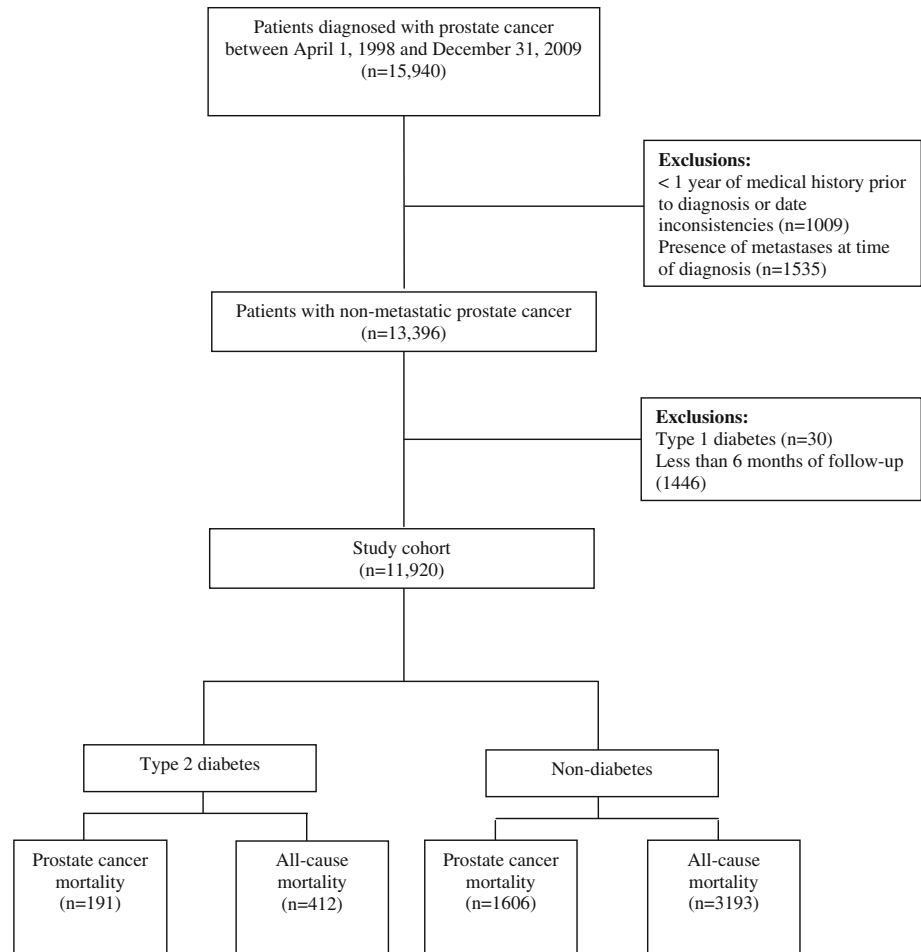 Patients diagnosed with prostate cancer
between April 1, 1998 and December 31, 2009
(n=15,940)
Exclusions:
< 1 year of medical history prior
to diagnosis or date
inconsistencies (n=1009)
Presence of metastases at time
of diagnosis (n=1535)
Patients with non-metastatic prostate cancer
(n=13,396)
Exclusions:
Type 1 diabetes (n=30)
Less than 6 months of follow-up
(1446)
Study cohort
(n=11,920)
Type 2 diabetes
Non-diabetes
Prostate cancer
mortality
(n=191)
All-cause
mortality
(n=412)
Prostate cancer
mortality
(n=1606)
All-cause
mortality
(n=3193)